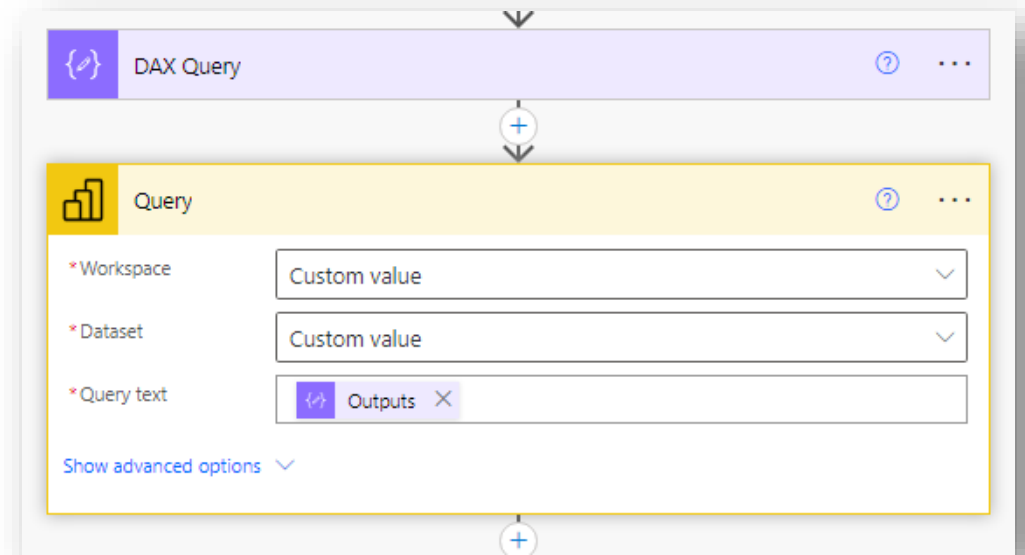 DAX Query
Query
*Workspace Custom value
*Dataset Custom value
*Query text Outputs
Show advanced options